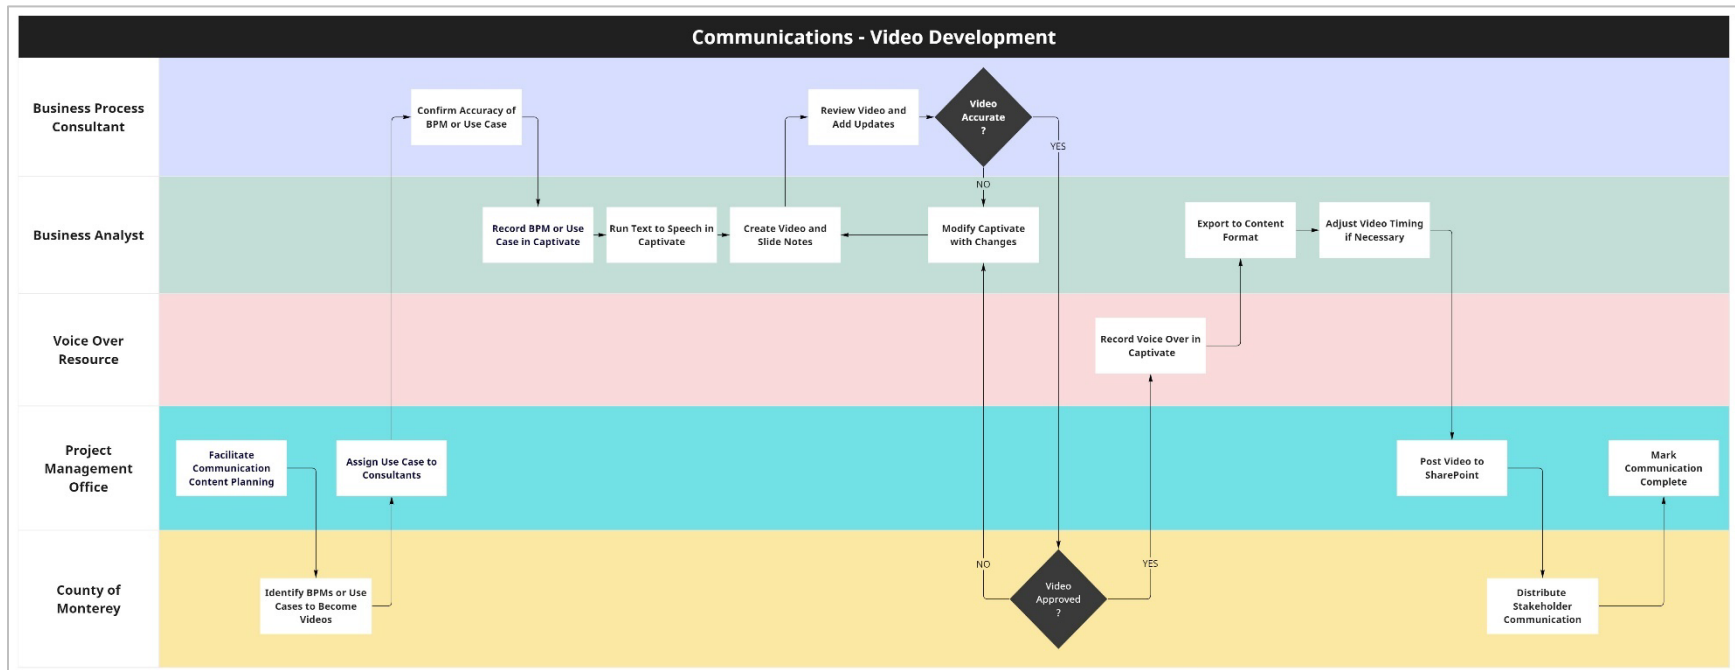 Communications - Video Development
Business Process
Consultant
Confirm Accuracy of
BPM or Use Case
Review Video and
Add Updates
Video
Accurate
?
YES
NO
Business Analyst
Record BPM or Use
Case in Captivate
Run Text to Speech in
Captivate
Create Video and
Slide Notes
Modify Captivate
with Changes
Export to Content
Format
Adjust Video Timing
if Necessary
Voice Over
Resource
Record Voice Over in
Captivate
Project
Management
Office
Facilitate
Communication
Content Planning
Assign Use Case to
Consultants
Post Video to
SharePoint
Mark
Communication
Complete
County of
Monterey
Identify BPMs or Use
Cases to Become
Videos
NO
Video
Approved
?
YES
Distribute
Stakeholder
Communication